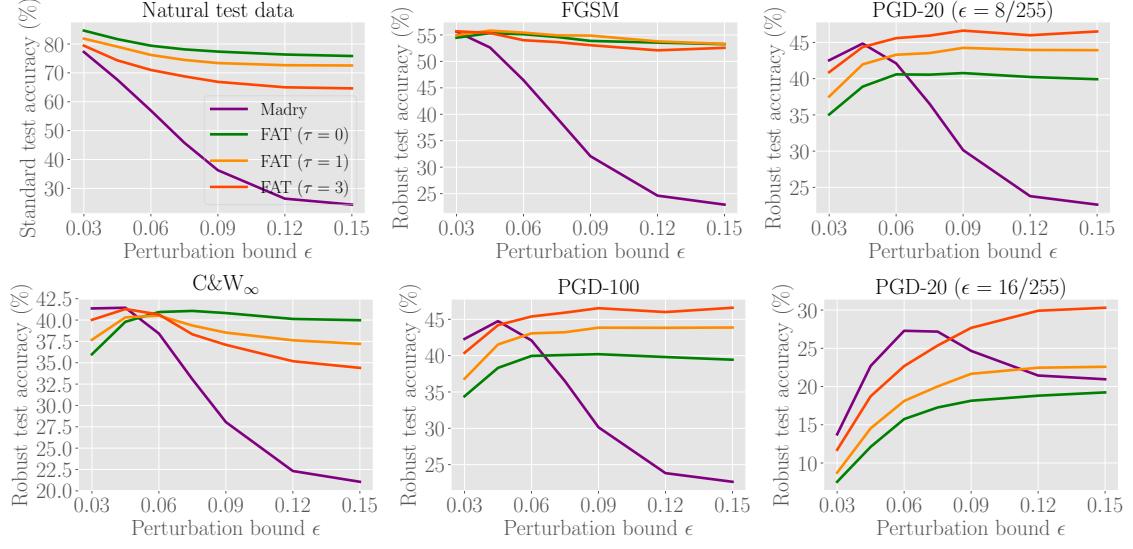 Natural test data
Standard test accuracy (%)
80
70
60
50
40
30
Madry
FAT (τ = 0)
FAT (τ = 1)
FAT (τ = 3)
0.03 0.06 0.09 0.12 0.15
Perturbation bound ϵ
FGSM
Robust test accuracy (%)
55
50
45
40
35
30
25
0.03 0.06 0.09 0.12 0.15
Perturbation bound ϵ
PGD-20 (ϵ = 8/255)
Robust test accuracy (%)
45
40
35
30
25
0.03 0.06 0.09 0.12 0.15
Perturbation bound ϵ
C&W∞
Robust test accuracy (%)
42.5
40.0
37.5
35.0
32.5
30.0
27.5
25.0
22.5
20.0
0.03 0.06 0.09 0.12 0.15
Perturbation bound ϵ
PGD-100
Robust test accuracy (%)
45
40
35
30
25
0.03 0.06 0.09 0.12 0.15
Perturbation bound ϵ
PGD-20 (ϵ = 16/255)
Robust test accuracy (%)
30
25
20
15
10
0.03 0.06 0.09 0.12 0.15
Perturbation bound ϵ